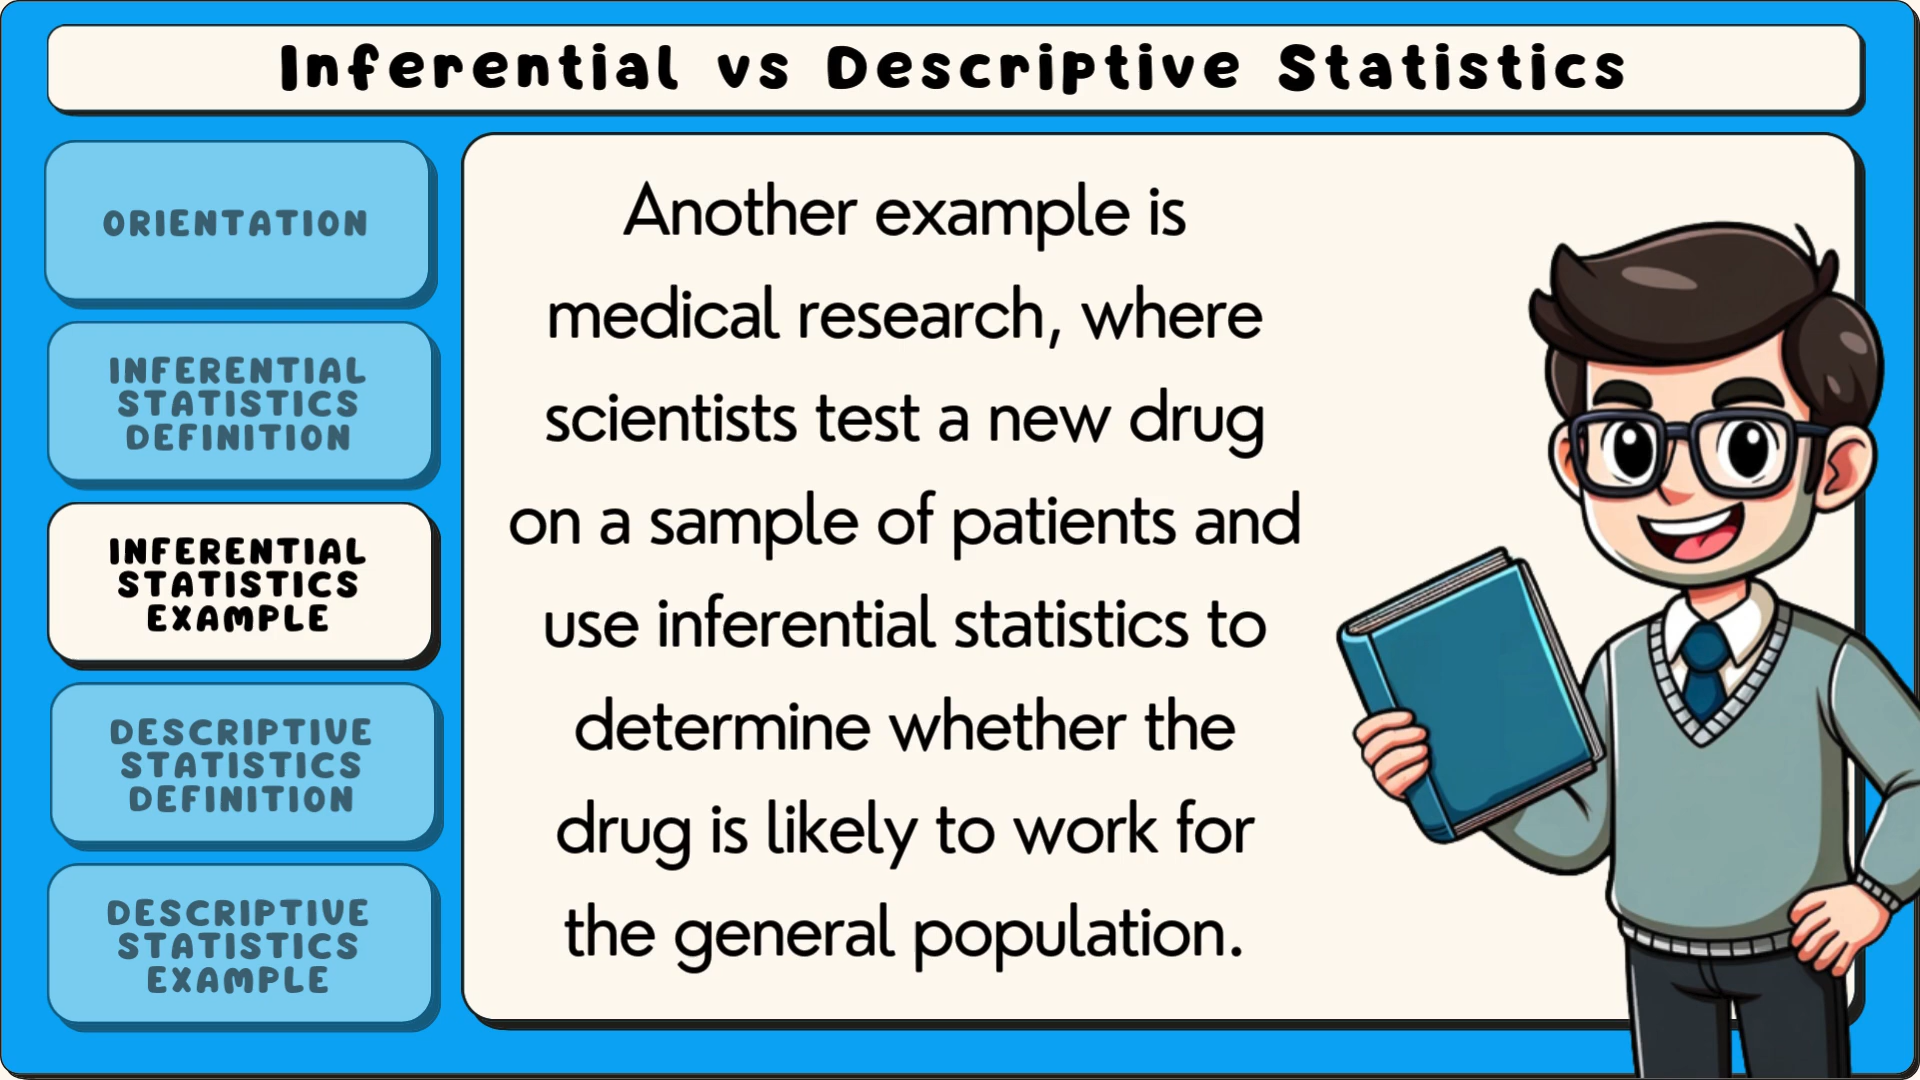 Inferential vs Descriptive Statistics
ORIENTATION
INFERENTIAL
STATISTICS
DEFINITION
INFERENTIAL
STATISTICS
EXAMPLE
DESCRIPTIVE
STATISTICS
DEFINITION
DESCRIPTIVE
STATISTICS
EXAMPLE
Another example is
medical research, where
scientists test a new drug
on a sample of patients and
use inferential statistics to
determine whether the
drug is likely to work for
the general population.